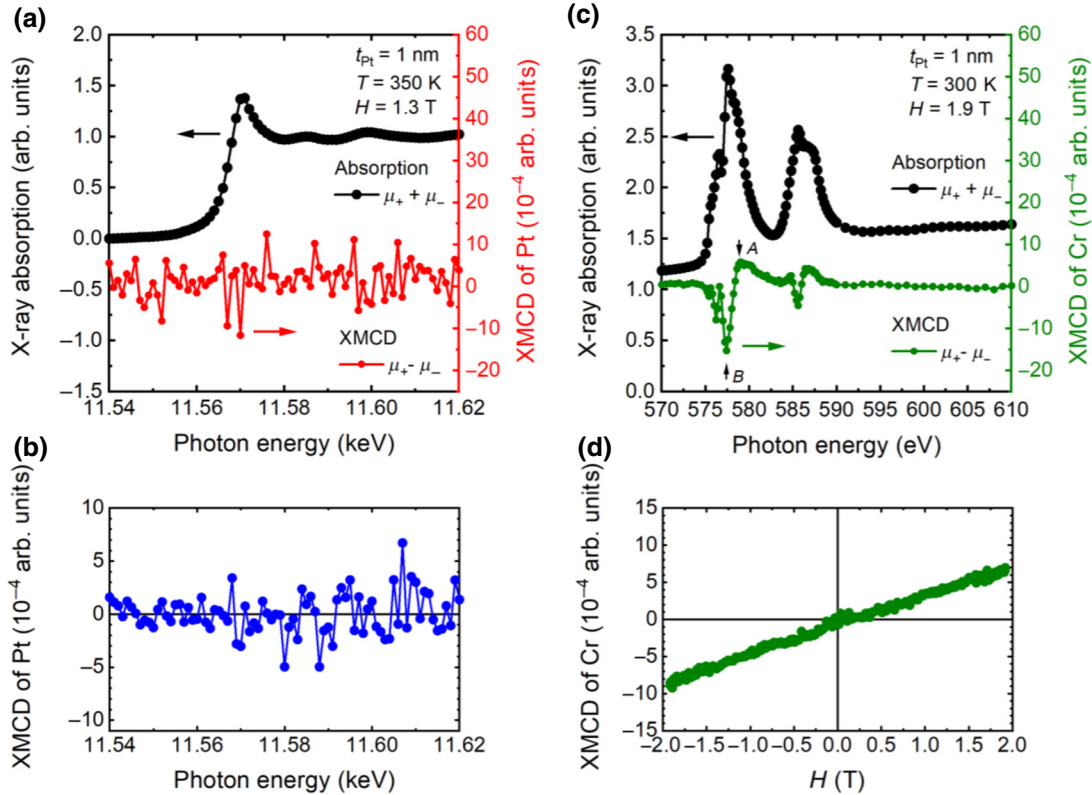 (a)
X-ray absorption (arb. units)
2.0
1.5
1.0
0.5
0.0
−0.5
−1.0
−1.5
60
50
40
30
20
10
0
−10
−20
XMCD of Pt (10⁻⁴ arb. units)
t_Pt = 1 nm
T = 350 K
H = 1.3 T
Absorption
μ₊ + μ₋
XMCD
μ₊- μ₋
11.54 11.56 11.58 11.60 11.62
Photon energy (keV)
(c)
X-ray absorption (arb. units)
3.5
3.0
2.5
2.0
1.5
1.0
0.5
0.0
60
50
40
30
20
10
0
−10
−20
XMCD of Cr (10⁻⁴ arb. units)
t_Pt = 1 nm
T = 300 K
H = 1.9 T
Absorption
μ₊ + μ₋
A
B
XMCD
μ₊- μ₋
570 575 580 585 590 595 600 605 610
Photon energy (eV)
(b)
XMCD of Pt (10⁻⁴ arb. units)
10
5
0
−5
−10
11.54 11.56 11.58 11.60 11.62
Photon energy (keV)
(d)
XMCD of Cr (10⁻⁴ arb. units)
15
10
5
0
−5
−10
−15
−2.0 −1.5 −1.0 −0.5 0.0 0.5 1.0 1.5 2.0
H (T)